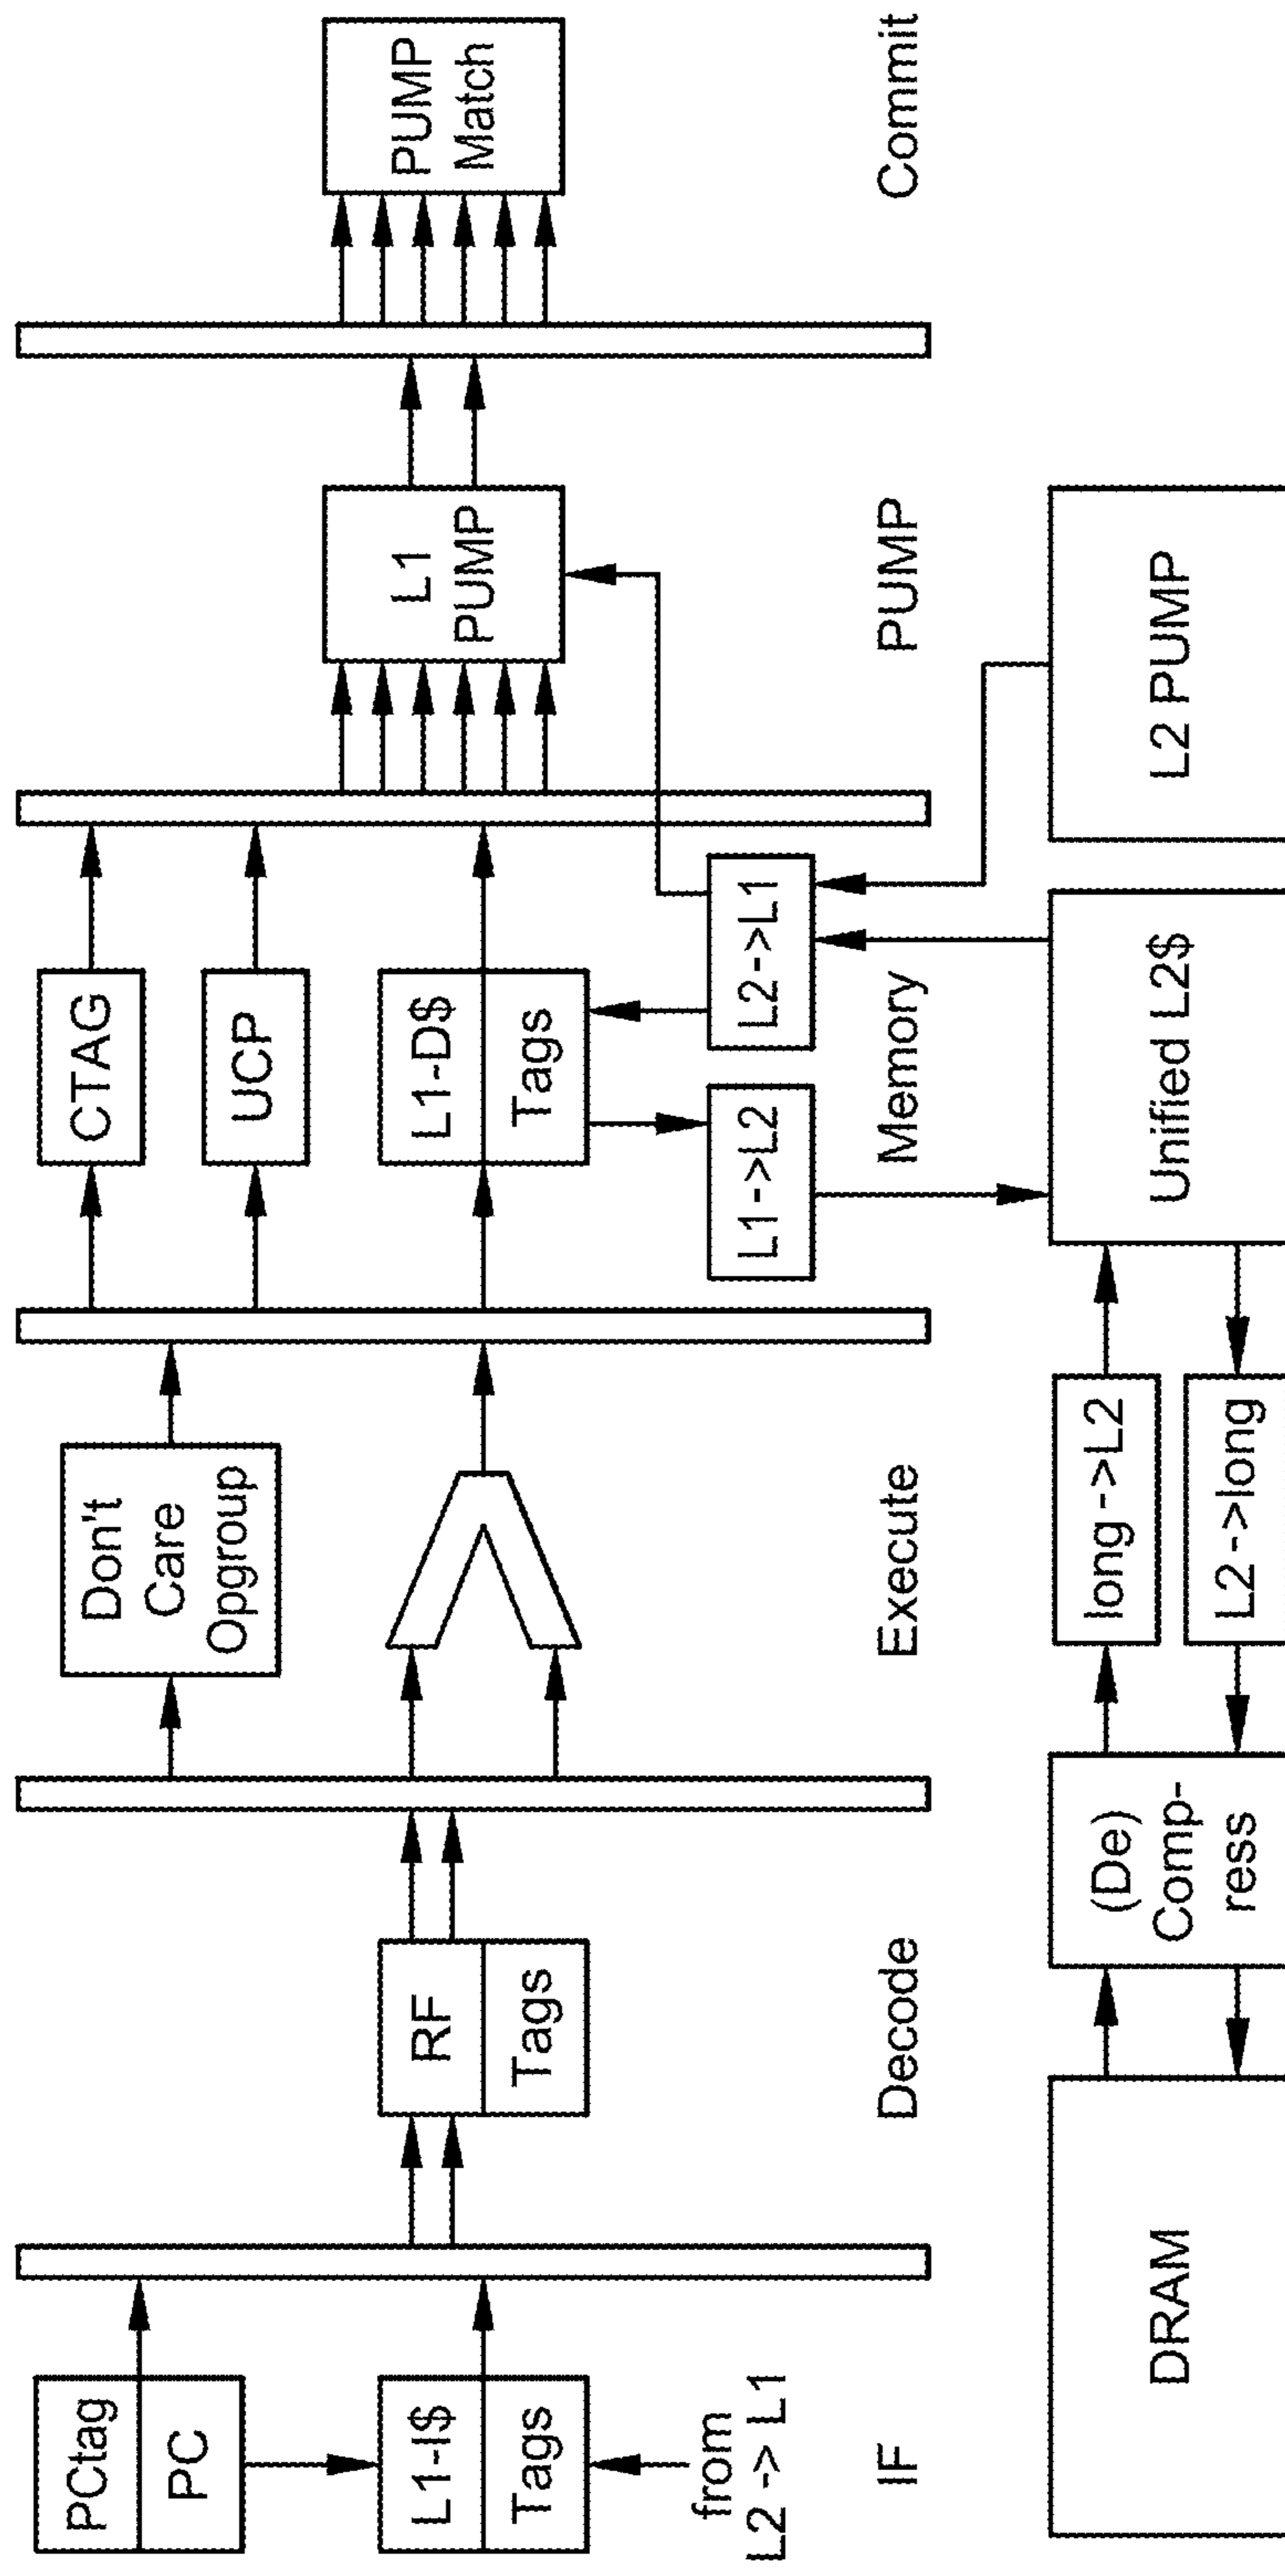 PCtag
PC
L1-I$
Tags
from
L2 -> L1
IF
RF
Tags
Decode
Don't
Care
Opgroup
Execute
CTAG
UCP
L1-D$
Tags
L1->L2
L2->L1
Memory
L1
PUMP
PUMP
PUMP
Match
Commit
DRAM
(De)
Comp-
ress
long->L2
L2->long
Unified L2$
L2 PUMP